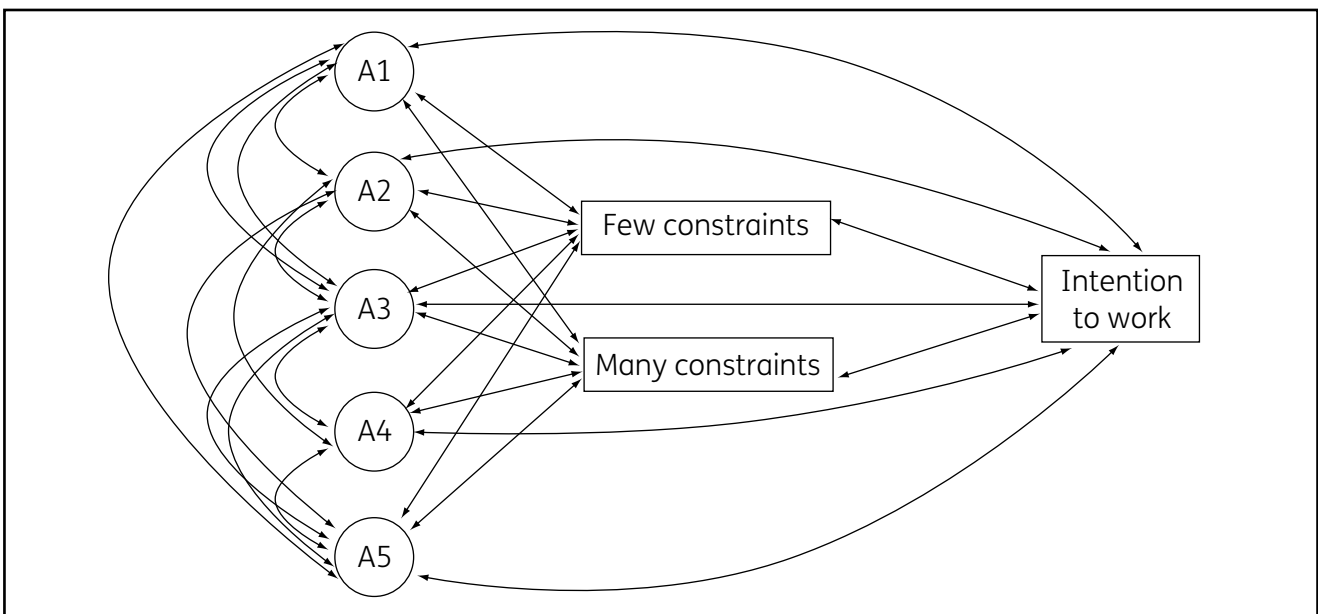 A1
A2
Few constraints
Intention
to work
A3
Many constraints
A4
A5